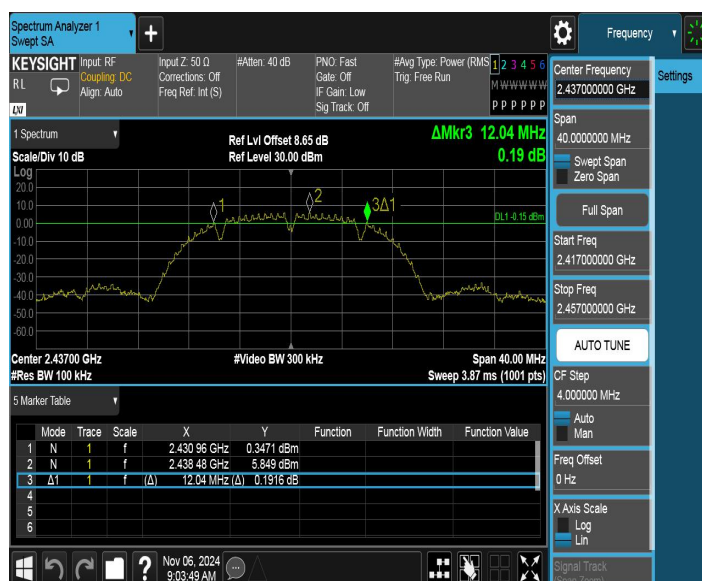 Spectrum Analyzer 1
Swept SA
+
Frequency
KEYSIGHT
RL
LXI
Input: RF
Coupling: DC
Align: Auto
Input Z: 50 Ω
Corrections: Off
Freq Ref: Int (S)
#Atten: 40 dB
PNO: Fast
Gate: Off
IF Gain: Low
Sig Track: Off
#Avg Type: Power (RMS
Trig: Free Run
1 2 3 4 5 6
M W W W W W
P P P P P P
Center Frequency
2.437000000 GHz
Settings
Span
40.0000000 MHz
Swept Span
Zero Span
Full Span
Start Freq
2.417000000 GHz
Stop Freq
2.457000000 GHz
AUTO TUNE
CF Step
4.000000 MHz
Auto
Man
Freq Offset
0 Hz
X Axis Scale
Log
Lin
Signal Track
(Span Zoom)
1 Spectrum
Scale/Div 10 dB
Ref Lvl Offset 8.65 dB
Ref Level 30.00 dBm
ΔMkr3 12.04 MHz
0.19 dB
Log
20.0
10.0
0.00
-10.0
-20.0
-30.0
-40.0
-50.0
-60.0
1
2
3Δ1
DL1 -0.15 dBm
Center 2.43700 GHz
#Video BW 300 kHz
Span 40.00 MHz
#Res BW 100 kHz
Sweep 3.87 ms (1001 pts)
5 Marker Table
Mode Trace Scale X Y Function Function Width Function Value
1 N 1 f 2.430 96 GHz 0.3471 dBm
2 N 1 f 2.438 48 GHz 5.849 dBm
3 Δ1 1 f (Δ) 12.04 MHz (Δ) 0.1916 dB
4
5
6
?
Nov 06, 2024
9:03:49 AM